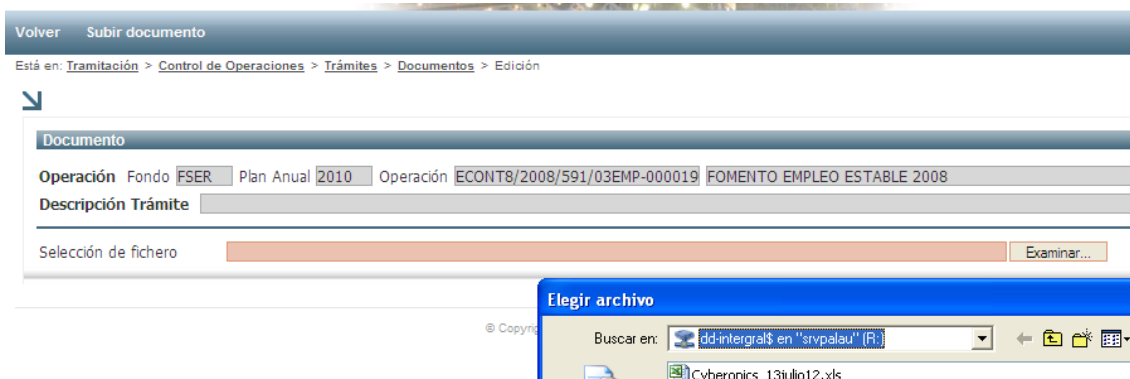 Volver Subir documento
Está en: Tramitación > Control de Operaciones > Trámites > Documentos > Edición
Documento
Operación Fondo FSER Plan Anual 2010 Operación ECONT8/2008/591/03EMP-000019 FOMENTO EMPLEO ESTABLE 2008
Descripción Trámite
Selección de fichero Examinar...
Elegir archivo
© Copyrig
Buscar en: dd-intergral$ en "srvpalau" (R:)
Cyberonics_13julio12.xls